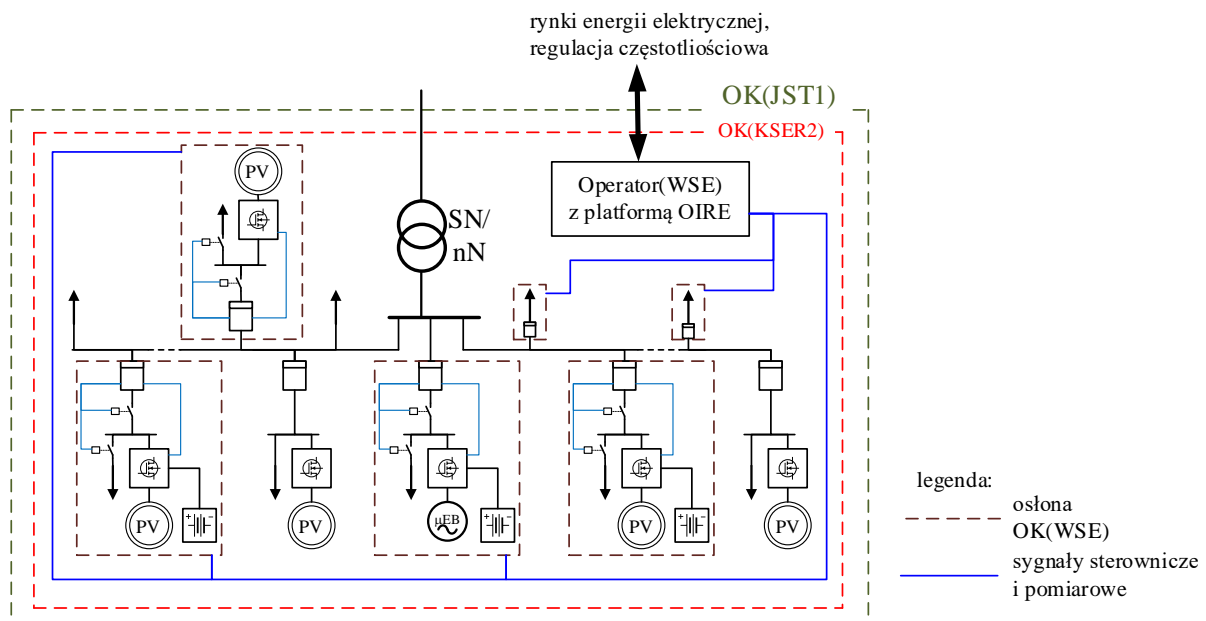 rynki energii elektrycznej,
regulacja częstotliościowa
OK(JST1)
OK(KSER2)
PV
Operator(WSE)
z platformą OIRE
SN/
nN
PV
PV
μEB
PV
PV
legenda:
osłona
OK(WSE)
sygnały sterownicze
i pomiarowe